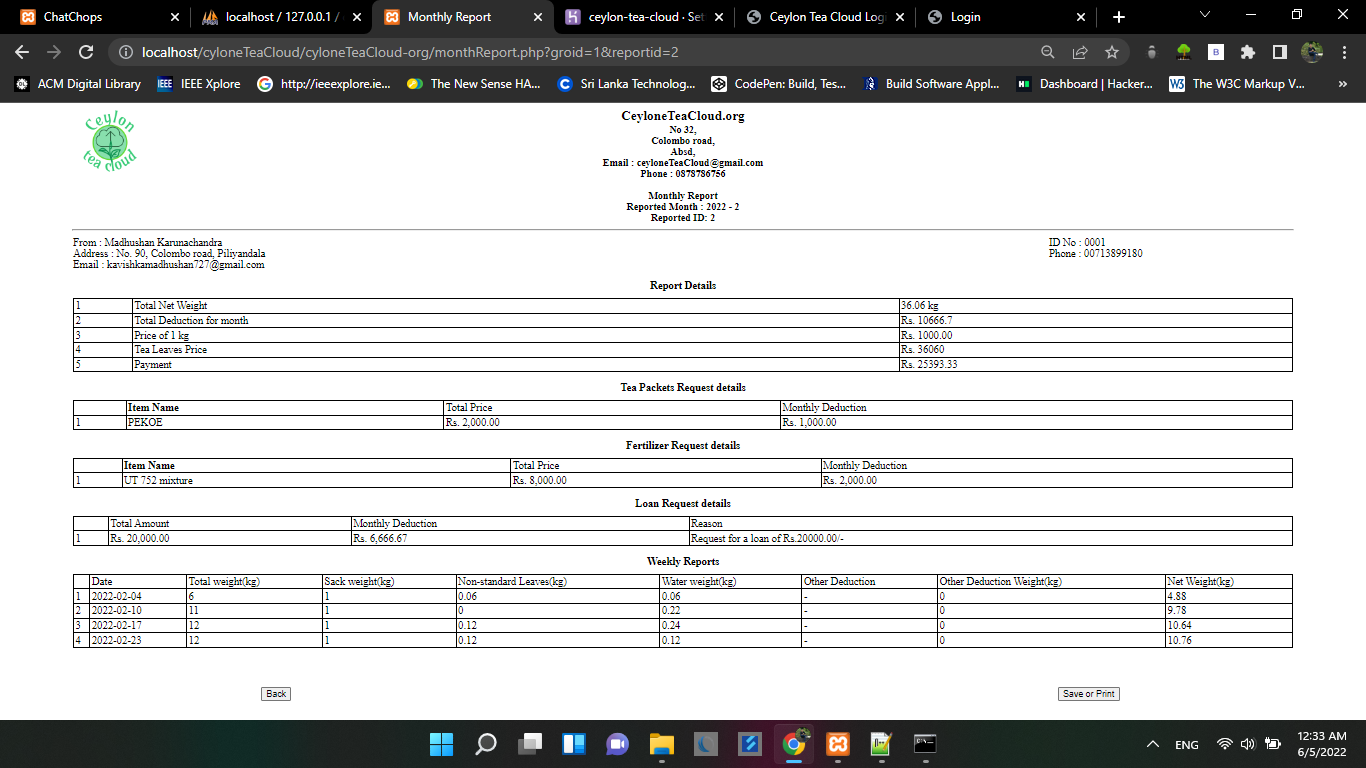 ChatChops
localhost / 127.0.0.1 /
Monthly Report
ceylon-tea-cloud · Set
Ceylon Tea Cloud Logi
Login
localhost/cyloneTeaCloud/cyloneTeaCloud-org/monthReport.php?groid=1&reportid=2
ACM Digital Library
IEEE Xplore
http://ieeexplore.ie...
The New Sense HA...
Sri Lanka Technolog...
CodePen: Build, Tes...
Build Software Appl...
Dashboard | Hacker...
The W3C Markup V...
Ceylon
tea cloud
CeyloneTeaCloud.org
No 32,
Colombo road,
Absd,
Email : ceyloneTeaCloud@gmail.com
Phone : 0878786756
Monthly Report
Reported Month : 2022 - 2
Reported ID: 2
From : Madhushan Karunachandra ID No : 0001
Address : No. 90, Colombo road, Piliyandala Phone : 00713899180
Email : kavishkamadhushan727@gmail.com
Report Details
1 Total Net Weight 36.06 kg
2 Total Deduction for month Rs. 10666.7
3 Price of 1 kg Rs. 1000.00
4 Tea Leaves Price Rs. 36060
5 Payment Rs. 25393.33
Tea Packets Request details
Item Name Total Price Monthly Deduction
1 PEKOE Rs. 2,000.00 Rs. 1,000.00
Fertilizer Request details
Item Name Total Price Monthly Deduction
1 UT 752 mixture Rs. 8,000.00 Rs. 2,000.00
Loan Request details
Total Amount Monthly Deduction Reason
1 Rs. 20,000.00 Rs. 6,666.67 Request for a loan of Rs.20000.00/-
Weekly Reports
Date Total weight(kg) Sack weight(kg) Non-standard Leaves(kg) Water weight(kg) Other Deduction Other Deduction Weight(kg) Net Weight(kg)
1 2022-02-04 6 1 0.06 0.06 - 0 4.88
2 2022-02-10 11 1 0 0.22 - 0 9.78
3 2022-02-17 12 1 0.12 0.24 - 0 10.64
4 2022-02-23 12 1 0.12 0.12 - 0 10.76
Back Save or Print
ENG
12:33 AM
6/5/2022